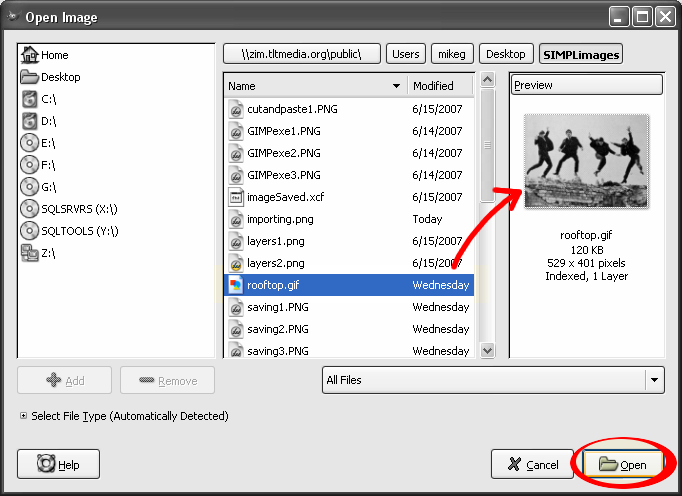 Open Image
Home
Desktop
C:\
D:\
E:\
F:\
G:\
SQLSRVRS (X:\)
SQLTOOLS (Y:\)
Z:\
\\zim.tltmedia.org\public\ Users mikeg Desktop SIMPLimages
Name Modified
cutandpaste1.PNG 6/15/2007
GIMPexe1.PNG 6/14/2007
GIMPexe2.PNG 6/14/2007
GIMPexe3.PNG 6/14/2007
imageSaved.xcf 6/15/2007
importing.png Today
layers1.png 6/15/2007
layers2.png 6/15/2007
rooftop.gif Wednesday
saving1.PNG Wednesday
saving2.PNG Wednesday
saving3.PNG Wednesday
Preview
rooftop.gif
120 KB
529 x 401 pixels
Indexed, 1 Layer
Add Remove
All Files
Select File Type (Automatically Detected)
Help Cancel Open